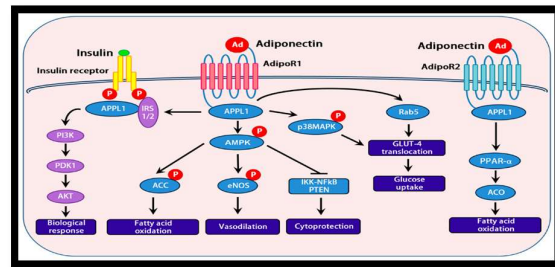 Insulin
Insulin receptor
P
P
APPL1
IRS
1/2
PI3K
PDK1
AKT
Biological
response
Ad
Adiponectin
AdipoR1
APPL1
P
AMPK
P
ACC
Fatty acid
oxidation
P
eNOS
Vasodilation
IKK-NFkB
PTEN
Cytoprotection
P
p38MAPK
Rab5
GLUT-4
translocation
Glucose
uptake
Adiponectin
Ad
AdipoR2
APPL1
PPAR-α
ACO
Fatty acid
oxidation